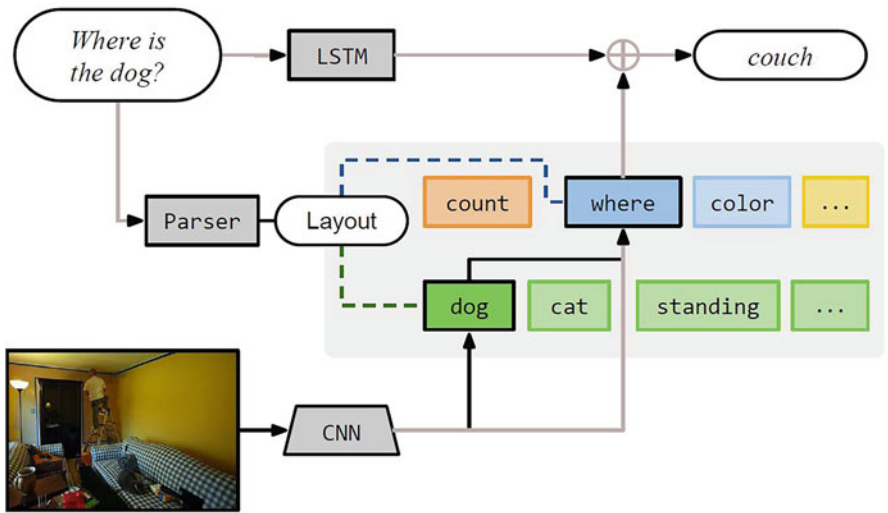 Where is
the dog?
LSTM
couch
Parser
Layout
count
where
color
...
dog
cat
standing
...
CNN